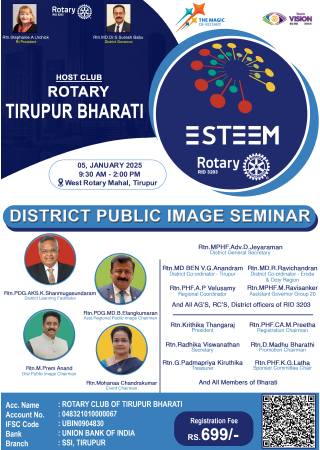 Rotary
THE MAGIC
OF ROTARY
VISION
Rtn.Stephanie A Urchick
RI President
Rtn.MD.Dr.S Suresh Babu
District Governor
HOST CLUB
ROTARY
TIRUPUR BHARATI
ESTEEM
Rotary
RID 3203
05, JANUARY 2025
9:30 AM - 2:00 PM
West Rotary Mahal, Tirupur
DISTRICT PUBLIC IMAGE SEMINAR
Rtn.MPHF.Adv.D.Jeyaraman
District General Secretary
Rtn.MD BEN V.G.Anandram
District Co-ordinator - Tirupur
Rtn.MD.R.Ravichandran
District Co-ordinator - Erode
& Ooty Region
Rtn.PHF.A.P Velusamy
Regional Coordinator
Rtn.MPHF.M.Ravisanker
Assistant Governor Group 20
And All AG'S, RC'S, District officers of RID 3203
Rtn.PDG.AKS.K.Shanmugasundaram
District Learning Facilitator
Rtn.PDG.MD.B.Elangkumaran
Asst Regional Public Image Chairman
Rtn.M.Prem Anand
Dist Public Image Chairman
Rtn.Mohanas Chandrakumar
Event Chairman
Rtn.Krithika Thangaraj
President
Rtn.PHF.CA.M.Preetha
Registration Chairman
Rtn.Radhika Viswanathan
Secretary
Rtn.D.Madhu Bharathi
Promotion Chairman
Rtn.G.Padmapriya Kiruthika
Treasurer
Rtn.PHF.K.G.Latha
Sponsor Committee Chair
And All Members of Bharati
Acc. Name : ROTARY CLUB OF TIRUPUR BHARATI
Account No. : 048321010000067
IFSC Code : UBIN0904830
Bank : UNION BANK OF INDIA
Branch : SSI, TIRUPUR
Registration Fee
RS.699/-